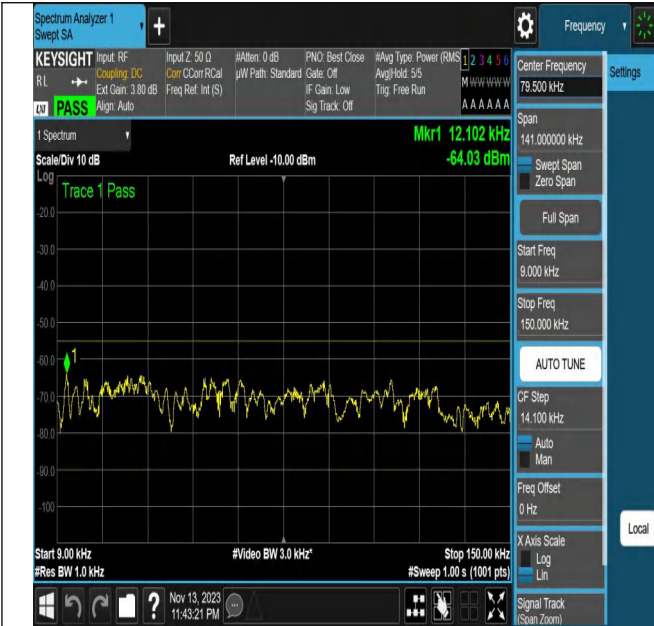 Spectrum Analyzer 1
Swept SA
+
Frequency
KEYSIGHT
RL
LXI
PASS
Input: RF
Coupling: DC
Ext Gain: 3.80 dB
Align: Auto
Input Z: 50 Ω
Corr CCorr RCal
Freq Ref: Int (S)
#Atten: 0 dB
µW Path: Standard
PNO: Best Close
Gate: Off
IF Gain: Low
Sig Track: Off
#Avg Type: Power (RMS
Avg|Hold: 5/5
Trig: Free Run
1 2 3 4 5 6
M W W W W W
A A A A A A
1 Spectrum
Mkr1 12.102 kHz
Scale/Div 10 dB
Ref Level -10.00 dBm
-64.03 dBm
Log
Trace 1 Pass
-20.0
-30.0
-40.0
-50.0
-60.0
1
-70.0
-80.0
-90.0
-100
Start 9.00 kHz
#Video BW 3.0 kHz*
Stop 150.00 kHz
#Res BW 1.0 kHz
#Sweep 1.00 s (1001 pts)
?
Nov 13, 2023
11:43:21 PM
Center Frequency
79.500 kHz
Settings
Span
141.000000 kHz
Swept Span
Zero Span
Full Span
Start Freq
9.000 kHz
Stop Freq
150.000 kHz
AUTO TUNE
CF Step
14.100 kHz
Auto
Man
Freq Offset
0 Hz
Local
X Axis Scale
Log
Lin
Signal Track
(Span Zoom)